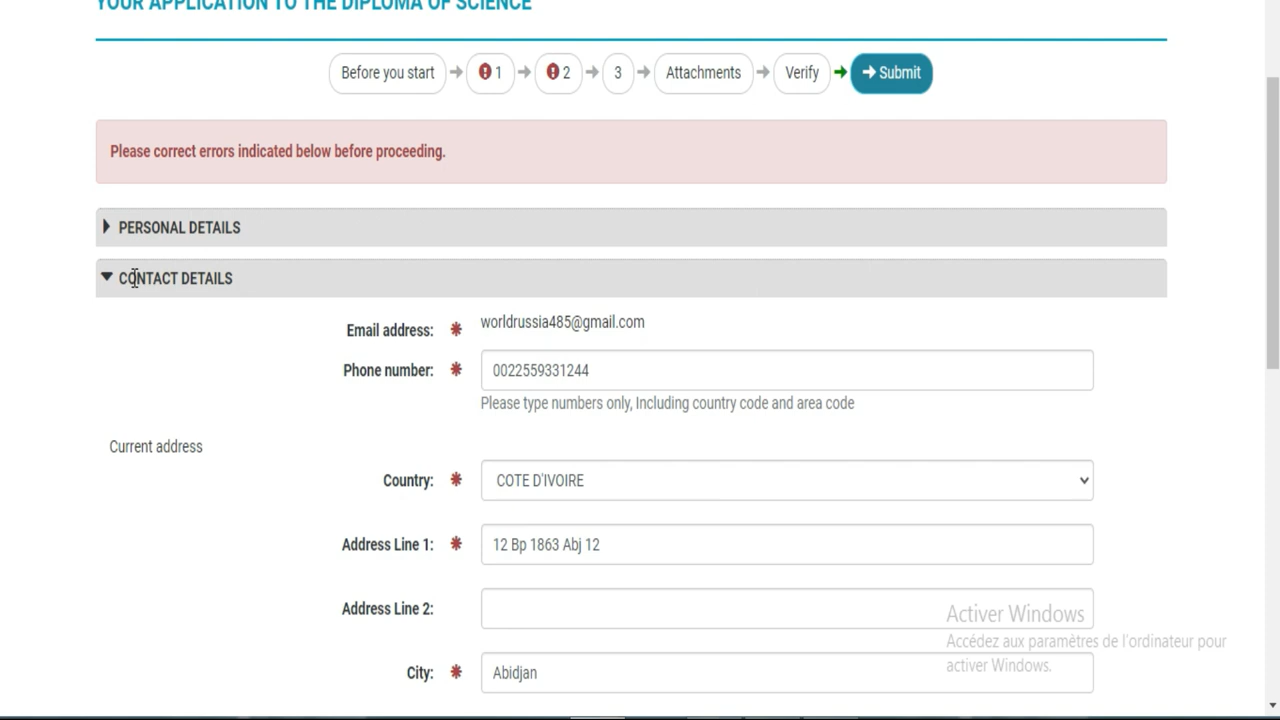 YOUR APPLICATION TO THE DIPLOMA OF SCIENCE
Before you start
1
2
3
Attachments
Verify
Submit
Please correct errors indicated below before proceeding.
PERSONAL DETAILS
CONTACT DETAILS
Email address: worldrussia485@gmail.com
Phone number: 0022559331244
Please type numbers only, Including country code and area code
Current address
Country: COTE D'IVOIRE
Address Line 1: 12 Bp 1863 Abj 12
Address Line 2:
Activer Windows
Accédez aux paramètres de l'ordinateur pour
activer Windows.
City: Abidjan